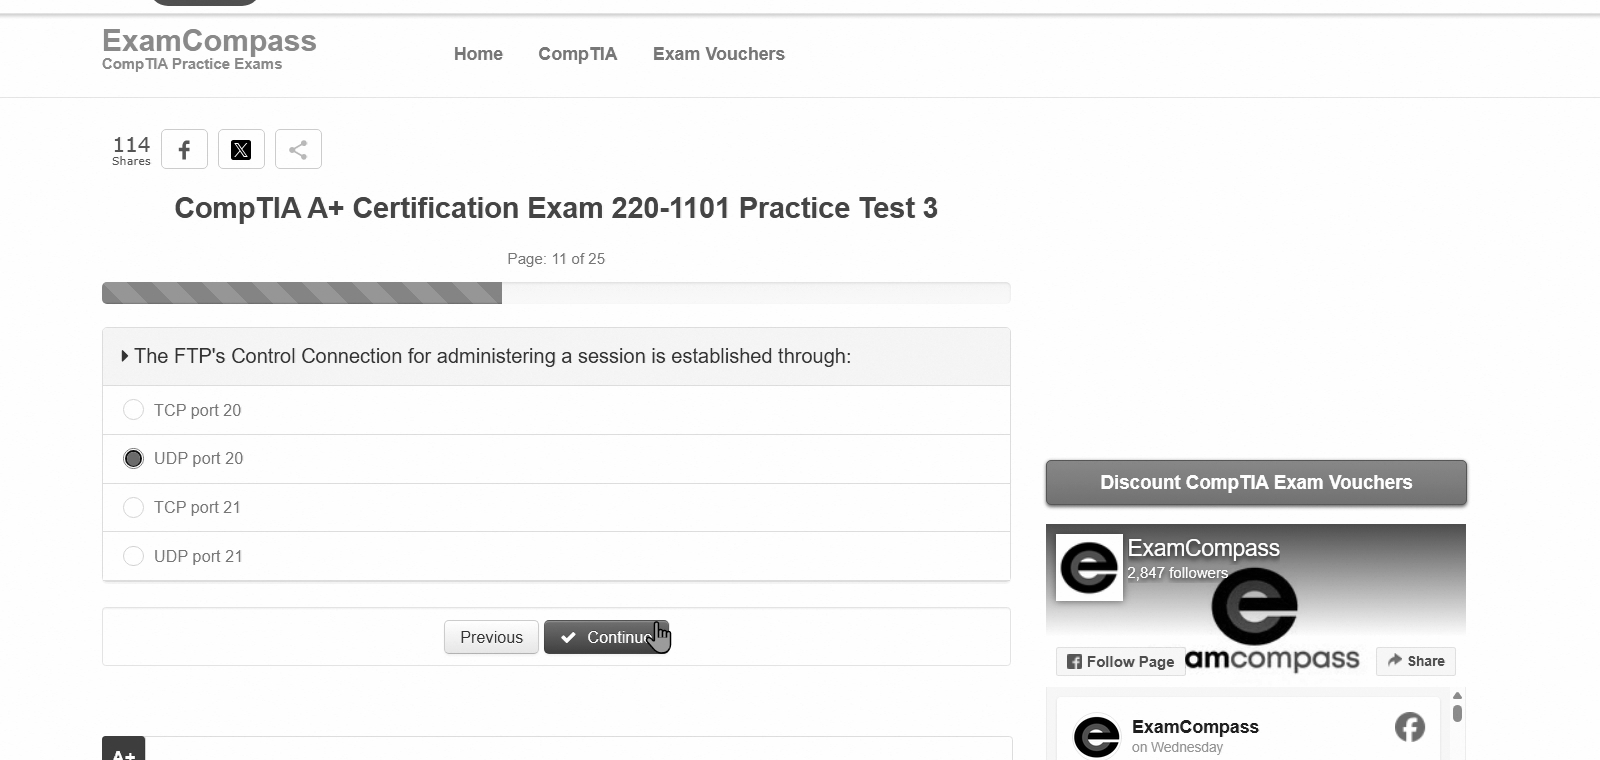 ExamCompass
CompTIA Practice Exams
Home
CompTIA
Exam Vouchers
114
Shares
CompTIA A+ Certification Exam 220-1101 Practice Test 3
Page: 11 of 25
The FTP's Control Connection for administering a session is established through:
TCP port 20
UDP port 20
TCP port 21
UDP port 21
Previous
Continue
Discount CompTIA Exam Vouchers
ExamCompass
2,847 followers
Follow Page
amcompass
Share
ExamCompass
on Wednesday
A+